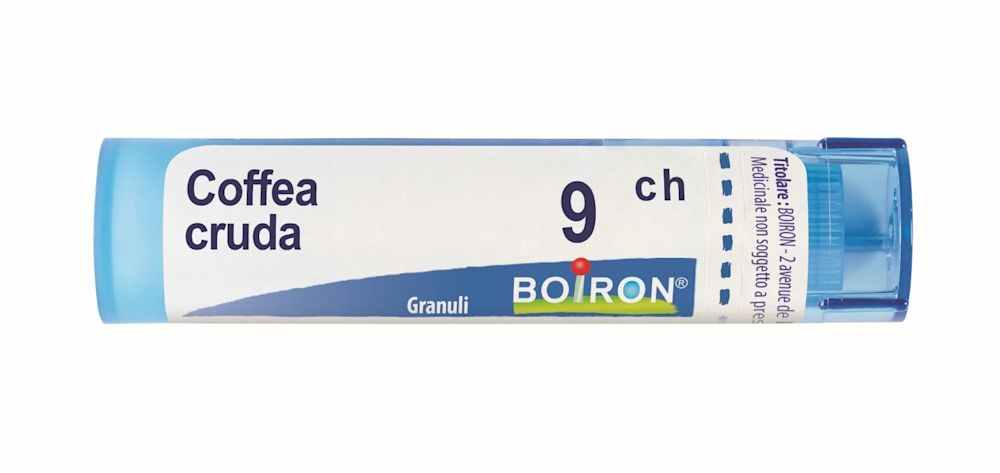 Coffea
cruda
9 ch
Granuli
BOIRON®
Titolare: BOIRON - 2 avenue de
Medicinale non soggetto a pres